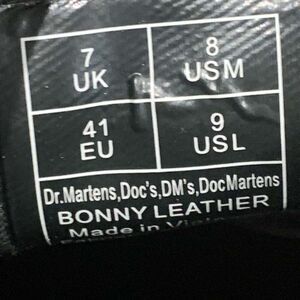 7 8
UK USM
41 9
EU USL
Dr.Martens,Doc's,DM's,DocMartens
BONNY LEATHER
Made in